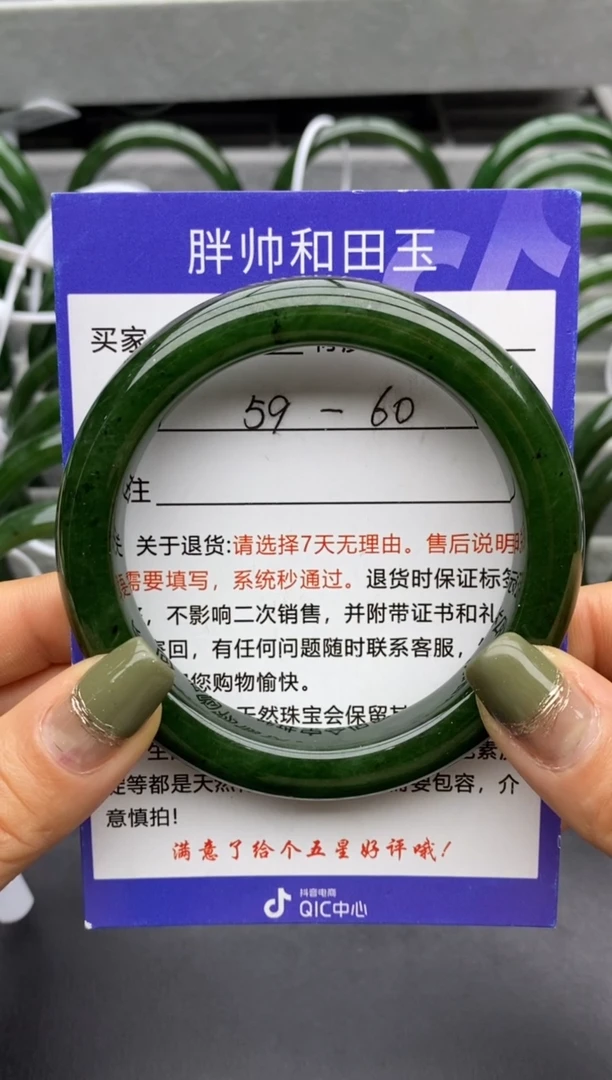 胖帅和田玉
买家
59 - 60
注
关于退货:请选择7天无理由。售后说明
需要填写，系统秒通过。退货时保证标
，不影响二次销售，并附带证书和礼
回，有任何问题随时联系客服，
您购物愉快。
天然珠宝会保留
等都是天然 要包容，介
意慎拍!
满意了给个五星好评哦!
抖音电商
QIC中心